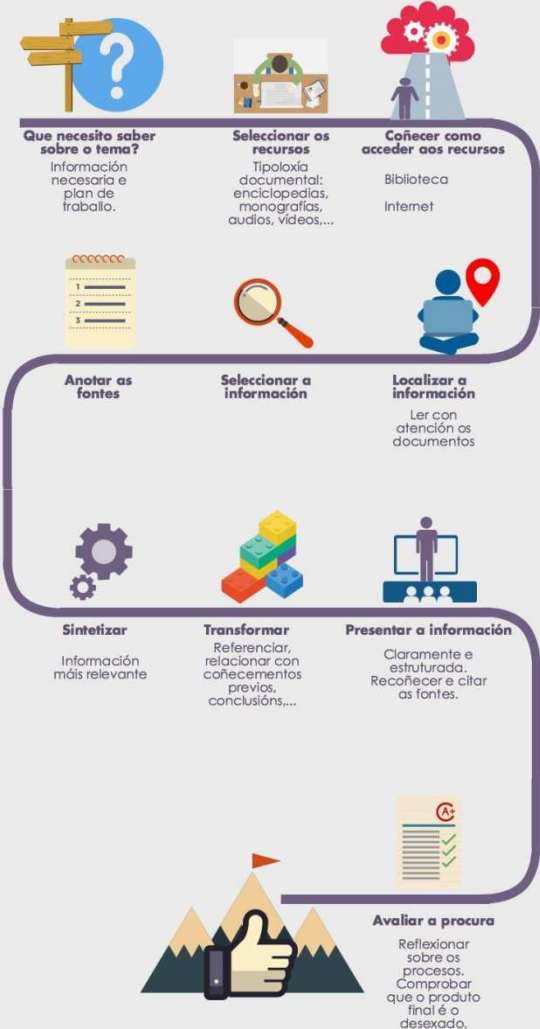 Que necesito saber
sobre o tema?
Información
necesaria e
plan de
traballo.
Seleccionar os
recursos
Tipoloxía
documental:
enciclopedias,
monografías,
audios, vídeos,...
Coñecer como
acceder aos recursos
Biblioteca
Internet
1
2
3
Localizar a
información
Ler con
atención os
documentos
Seleccionar a
información
Anotar as
fontes
Sintetizar
Información
máis relevante
Transformar
Referenciar,
relacionar con
coñecementos
previos,
conclusións,...
Presentar a información
Claramente e
estruturada.
Recoñecer e citar
as fontes.
A+
Avaliar a procura
Reflexionar
sobre os
procesos.
Comprobar
que o produto
final é o
desexado.